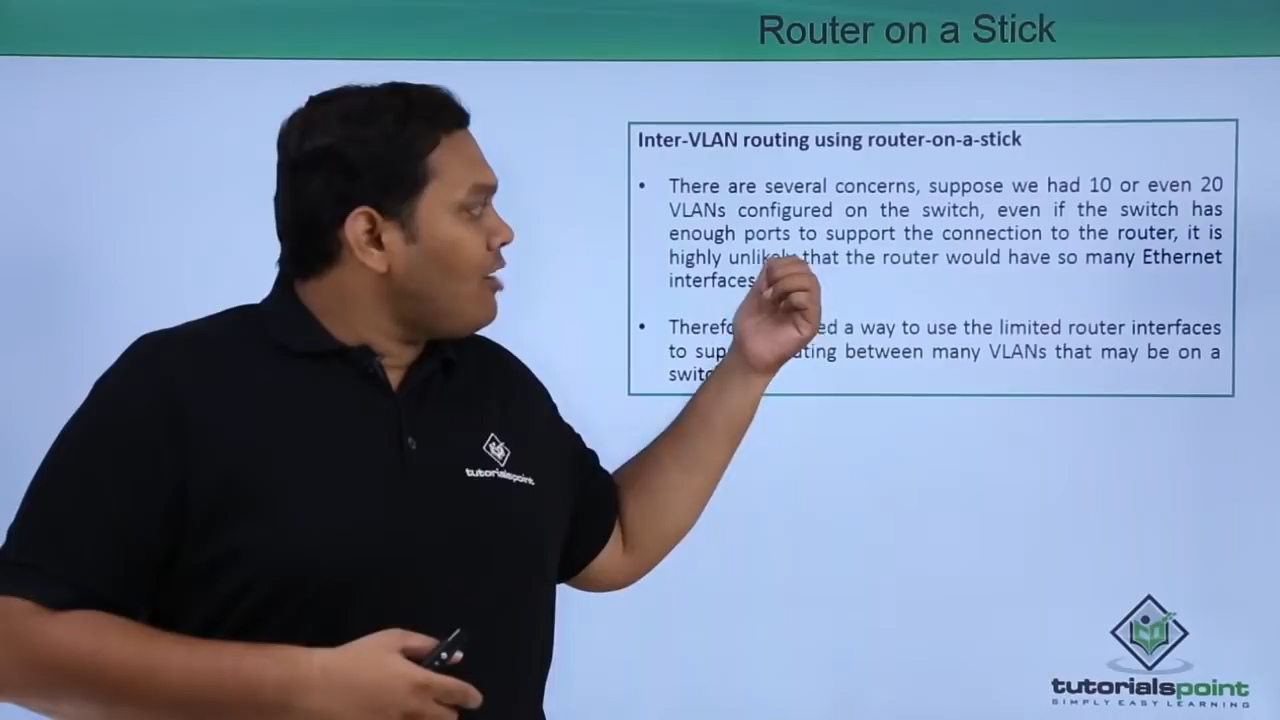 Router on a Stick
Inter-VLAN routing using router-on-a-stick
• There are several concerns, suppose we had 10 or even 20
VLANs configured on the switch, even if the switch has
enough ports to support the connection to the router, it is
highly that the router would have so many Ethernet
interfaces
• a way to use the limited router interfaces
to between many VLANs that may be on a
tutorialspoint
tutorialspoint
SIMPLY EASY LEARNING